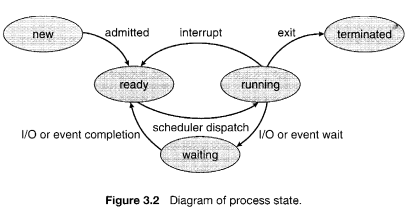 new
admitted
interrupt
exit
terminated
ready
running
I/O or event completion
scheduler dispatch
I/O or event wait
waiting
Figure 3.2 Diagram of process state.